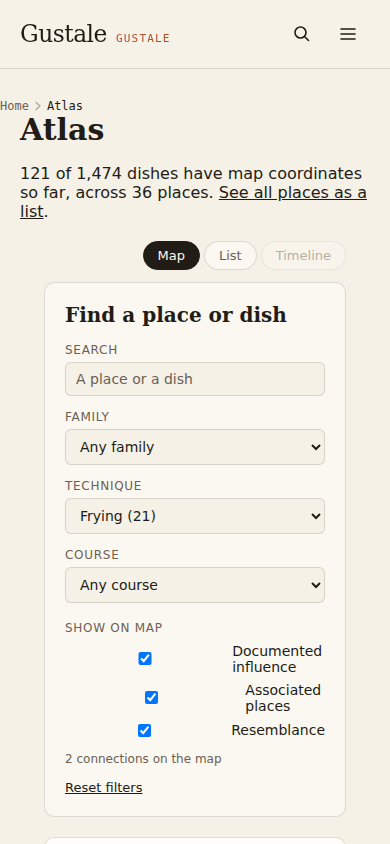 Gustale GUSTALE
Home > Atlas
Atlas
121 of 1,474 dishes have map coordinates
so far, across 36 places. See all places as a
list.
Map List Timeline
Find a place or dish
SEARCH
A place or a dish
FAMILY
Any family
TECHNIQUE
Frying (21)
COURSE
Any course
SHOW ON MAP
Documented
influence
Associated
places
Resemblance
2 connections on the map
Reset filters